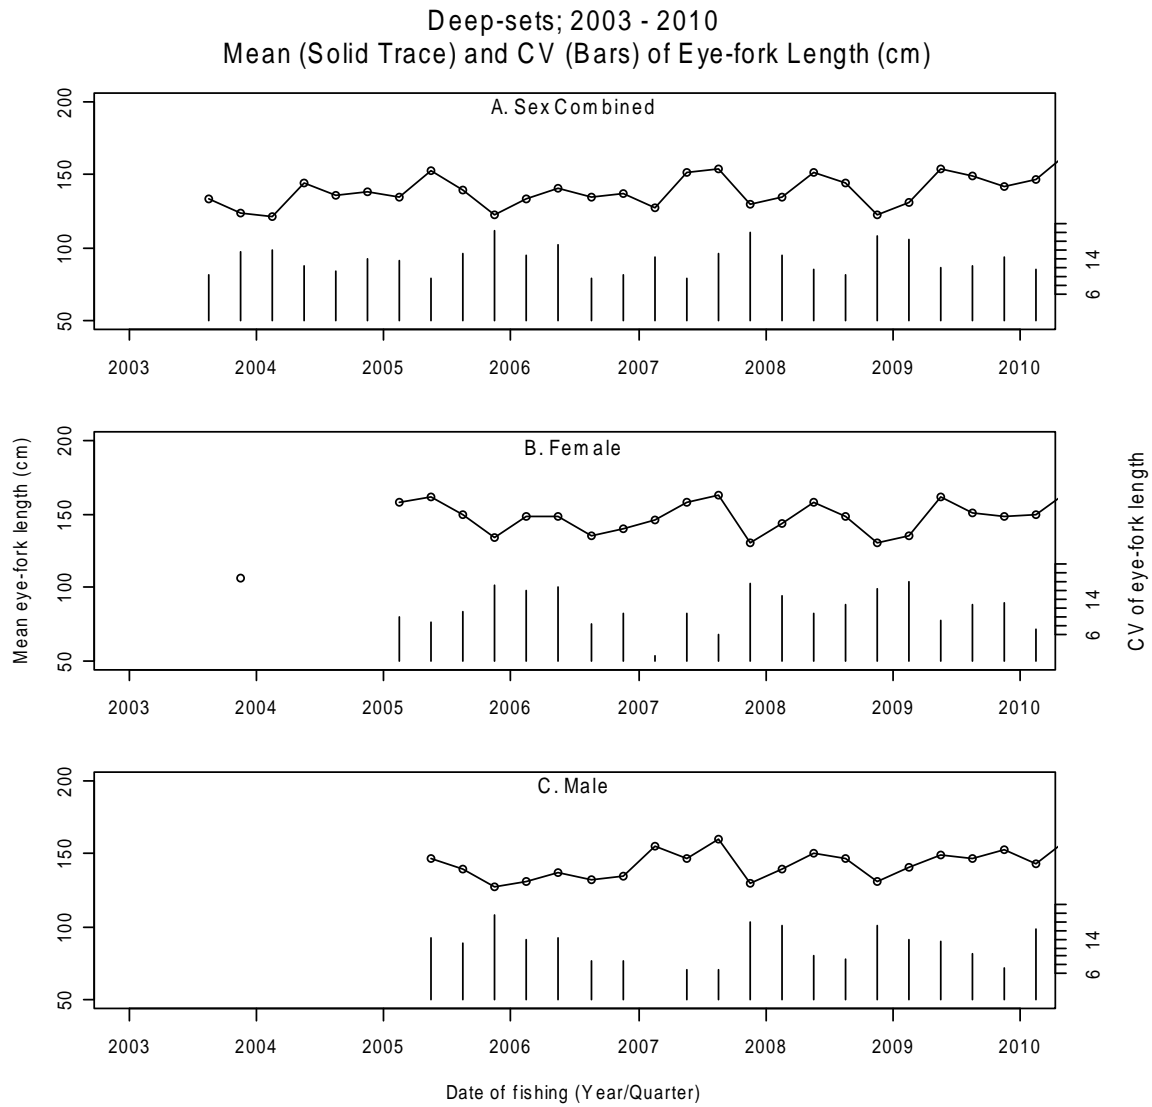 Deep-sets; 2003 - 2010
Mean (Solid Trace) and CV (Bars) of Eye-fork Length (cm)
A. Sex Combined
200
150
100
50
14
6
2003 2004 2005 2006 2007 2008 2009 2010
Mean eye-fork length (cm)
B. Female
200
150
100
50
14
6
CV of eye-fork length
2003 2004 2005 2006 2007 2008 2009 2010
C. Male
200
150
100
50
14
6
2003 2004 2005 2006 2007 2008 2009 2010
Date of fishing (Year/Quarter)